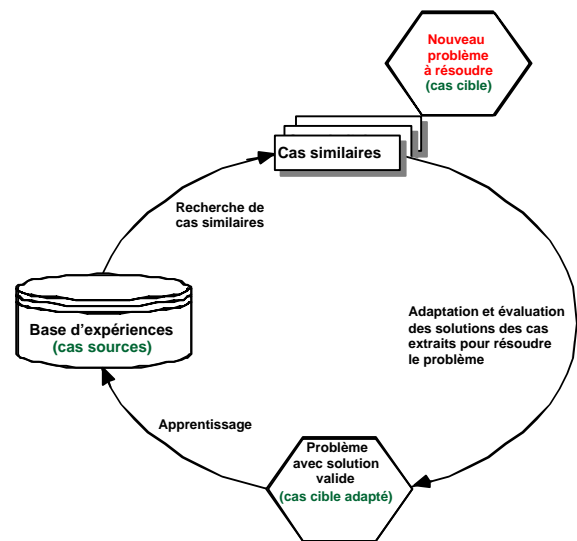 Nouveau
problème
à résoudre
(cas cible)
Cas similaires
Recherche de
cas similaires
Base d'expériences
(cas sources)
Adaptation et évaluation
des solutions des cas
extraits pour résoudre
le problème
Apprentissage
Problème
avec solution
valide
(cas cible adapté)